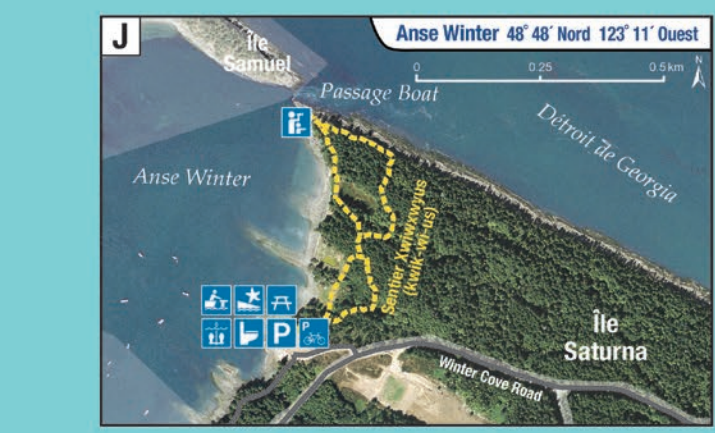 J
Anse Winter 48° 48´ Nord 123° 11´ Ouest
Île
Samuel
0 0.25 0.5 km
N
Passage Boat
Détroit de Georgia
Anse Winter
Sentier Xwiwxwyjus
(kwik-wi-us)
P
P
Île
Saturna
Winter Cove Road